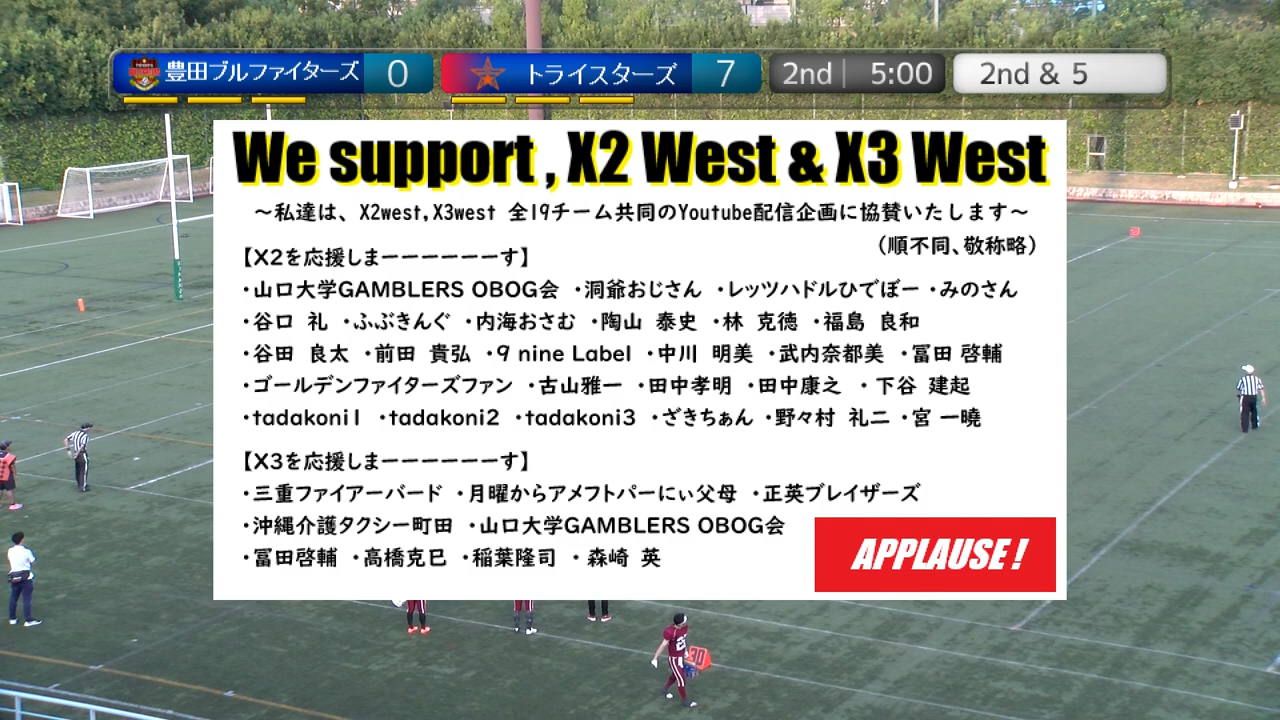 豊田ブルファイターズ 0 トライスターズ 7 2nd 5:00 2nd & 5
We support , X2 West & X3 West
～私達は、X2west,X3west 全19チーム共同のYoutube配信企画に協賛いたします～
（順不同、敬称略）
【X2を応援しまーーーーーーす】
・山口大学GAMBLERS OBOG会 ・洞爺おじさん ・レッツハドルひでぼー ・みのさん
・谷口 礼 ・ふぶきんぐ ・内海おさむ ・陶山 泰史 ・林 克徳 ・福島 良和
・谷田 良太 ・前田 貴弘 ・9 nine Label ・中川 明美 ・武内奈都美 ・冨田 啓輔
・ゴールデンファイターズファン ・古山雅一 ・田中孝明 ・田中康之 ・下谷 建起
・tadakoni1 ・tadakoni2 ・tadakoni3 ・ざきちぁん ・野々村 礼二 ・宮 一曉
【X3を応援しまーーーーーーす】
・三重ファイアーバード ・月曜からアメフトパーにぃ父母 ・正英ブレイザーズ
・沖縄介護タクシー町田 ・山口大学GAMBLERS OBOG会
・冨田啓輔 ・高橋克巳 ・稲葉隆司 ・森崎 英
APPLAUSE !
30